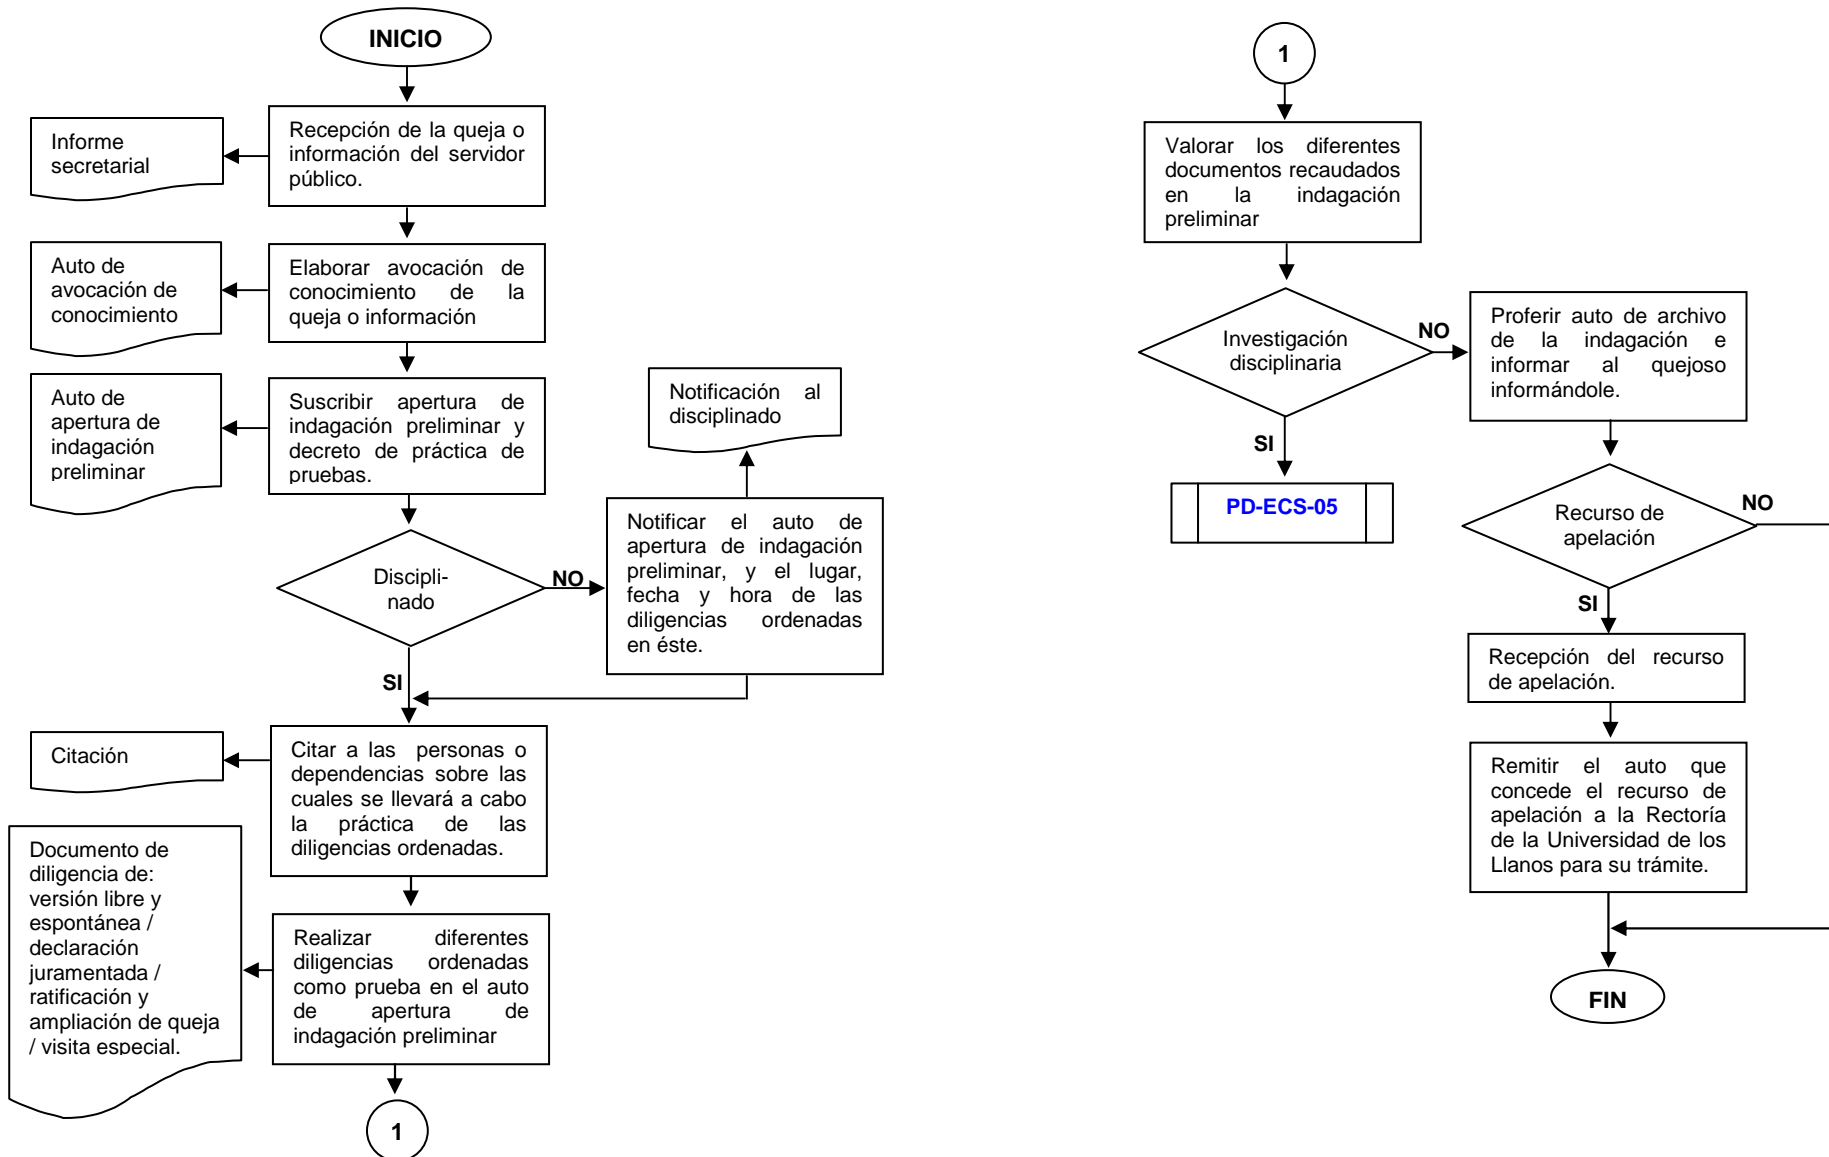 INICIO
Informe
secretarial
Recepción de la queja o
información del servidor
público.
Auto de
avocación de
conocimiento
Elaborar avocación de
conocimiento de la
queja o información
Auto de
apertura de
indagación
preliminar
Suscribir apertura de
indagación preliminar y
decreto de práctica de
pruebas.
Notificación al
disciplinado
Discipli-
nado
NO
Notificar el auto de
apertura de indagación
preliminar, y el lugar,
fecha y hora de las
diligencias ordenadas
en éste.
SI
Citación
Citar a las personas o
dependencias sobre las
cuales se llevará a cabo
la práctica de las
diligencias ordenadas.
Documento de
diligencia de:
versión libre y
espontánea /
declaración
juramentada /
ratificación y
ampliación de queja
/ visita especial.
Realizar diferentes
diligencias ordenadas
como prueba en el auto
de apertura de
indagación preliminar
1
1
Valorar los diferentes
documentos recaudados
en la indagación
preliminar
Investigación
disciplinaria
NO
Proferir auto de archivo
de la indagación e
informar al quejoso
informándole.
SI
PD-ECS-05
Recurso de
apelación
NO
SI
Recepción del recurso
de apelación.
Remitir el auto que
concede el recurso de
apelación a la Rectoría
de la Universidad de los
Llanos para su trámite.
FIN